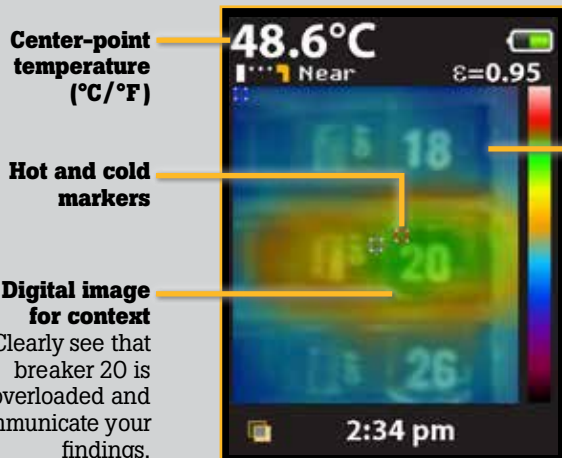 Center-point
temperature
(°C/°F)
Hot and cold
markers
Digital image
for context
Clearly see that
breaker 20 is
overloaded and
communicate your
findings.
48.6°C
Near
ε=0.95
18
20
26
2:34 pm